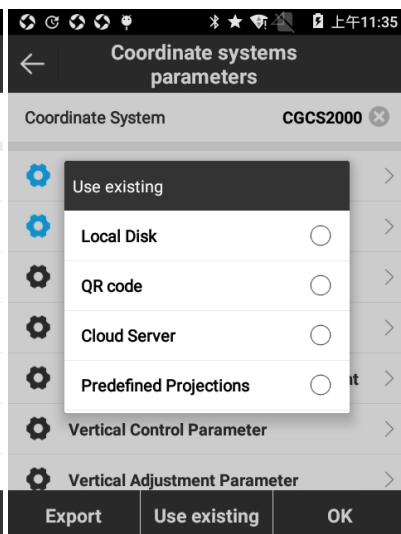 上午11:35
Coordinate systems
parameters
Coordinate System CGCS2000
Use existing
Local Disk
QR code
Cloud Server
Predefined Projections
nt
Vertical Control Parameter
Vertical Adjustment Parameter
Export Use existing OK